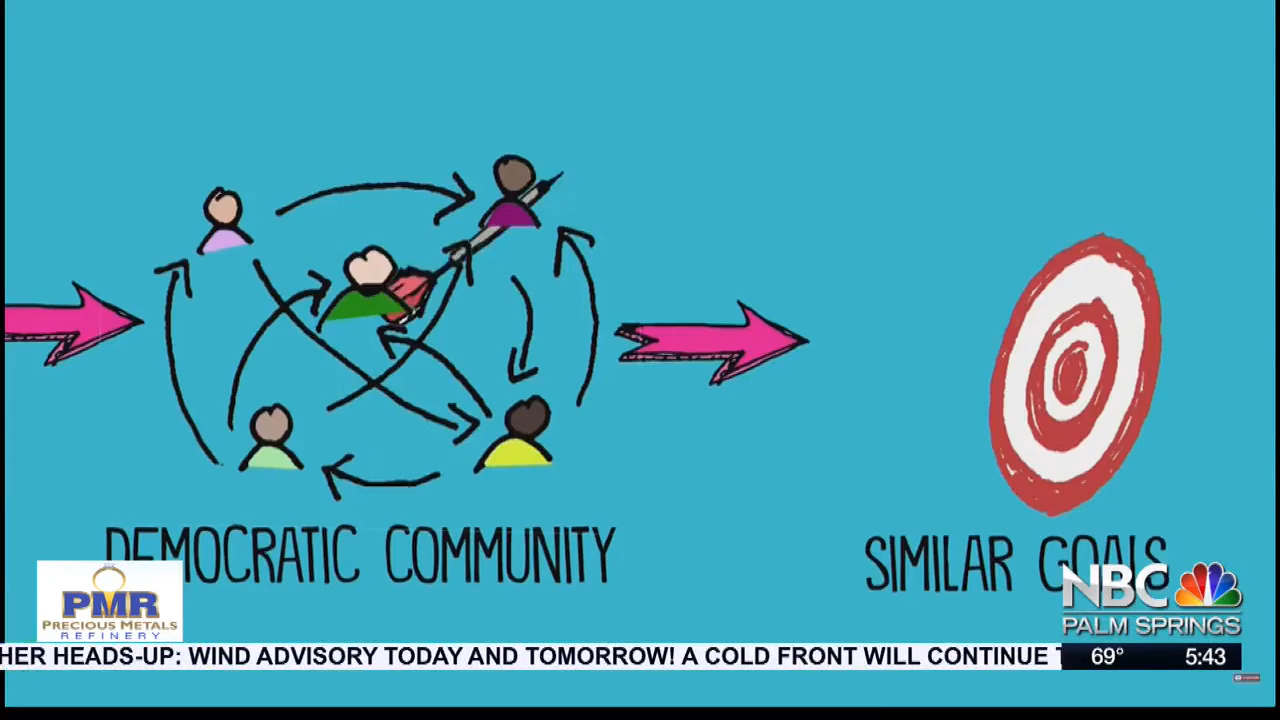 DEMOCRATIC COMMUNITY
SIMILAR GOALS
PMR
PRECIOUS METALS
REFINERY
NBC
PALM SPRINGS
HER HEADS-UP: WIND ADVISORY TODAY AND TOMORROW! A COLD FRONT WILL CONTINUE T
69° 5:43